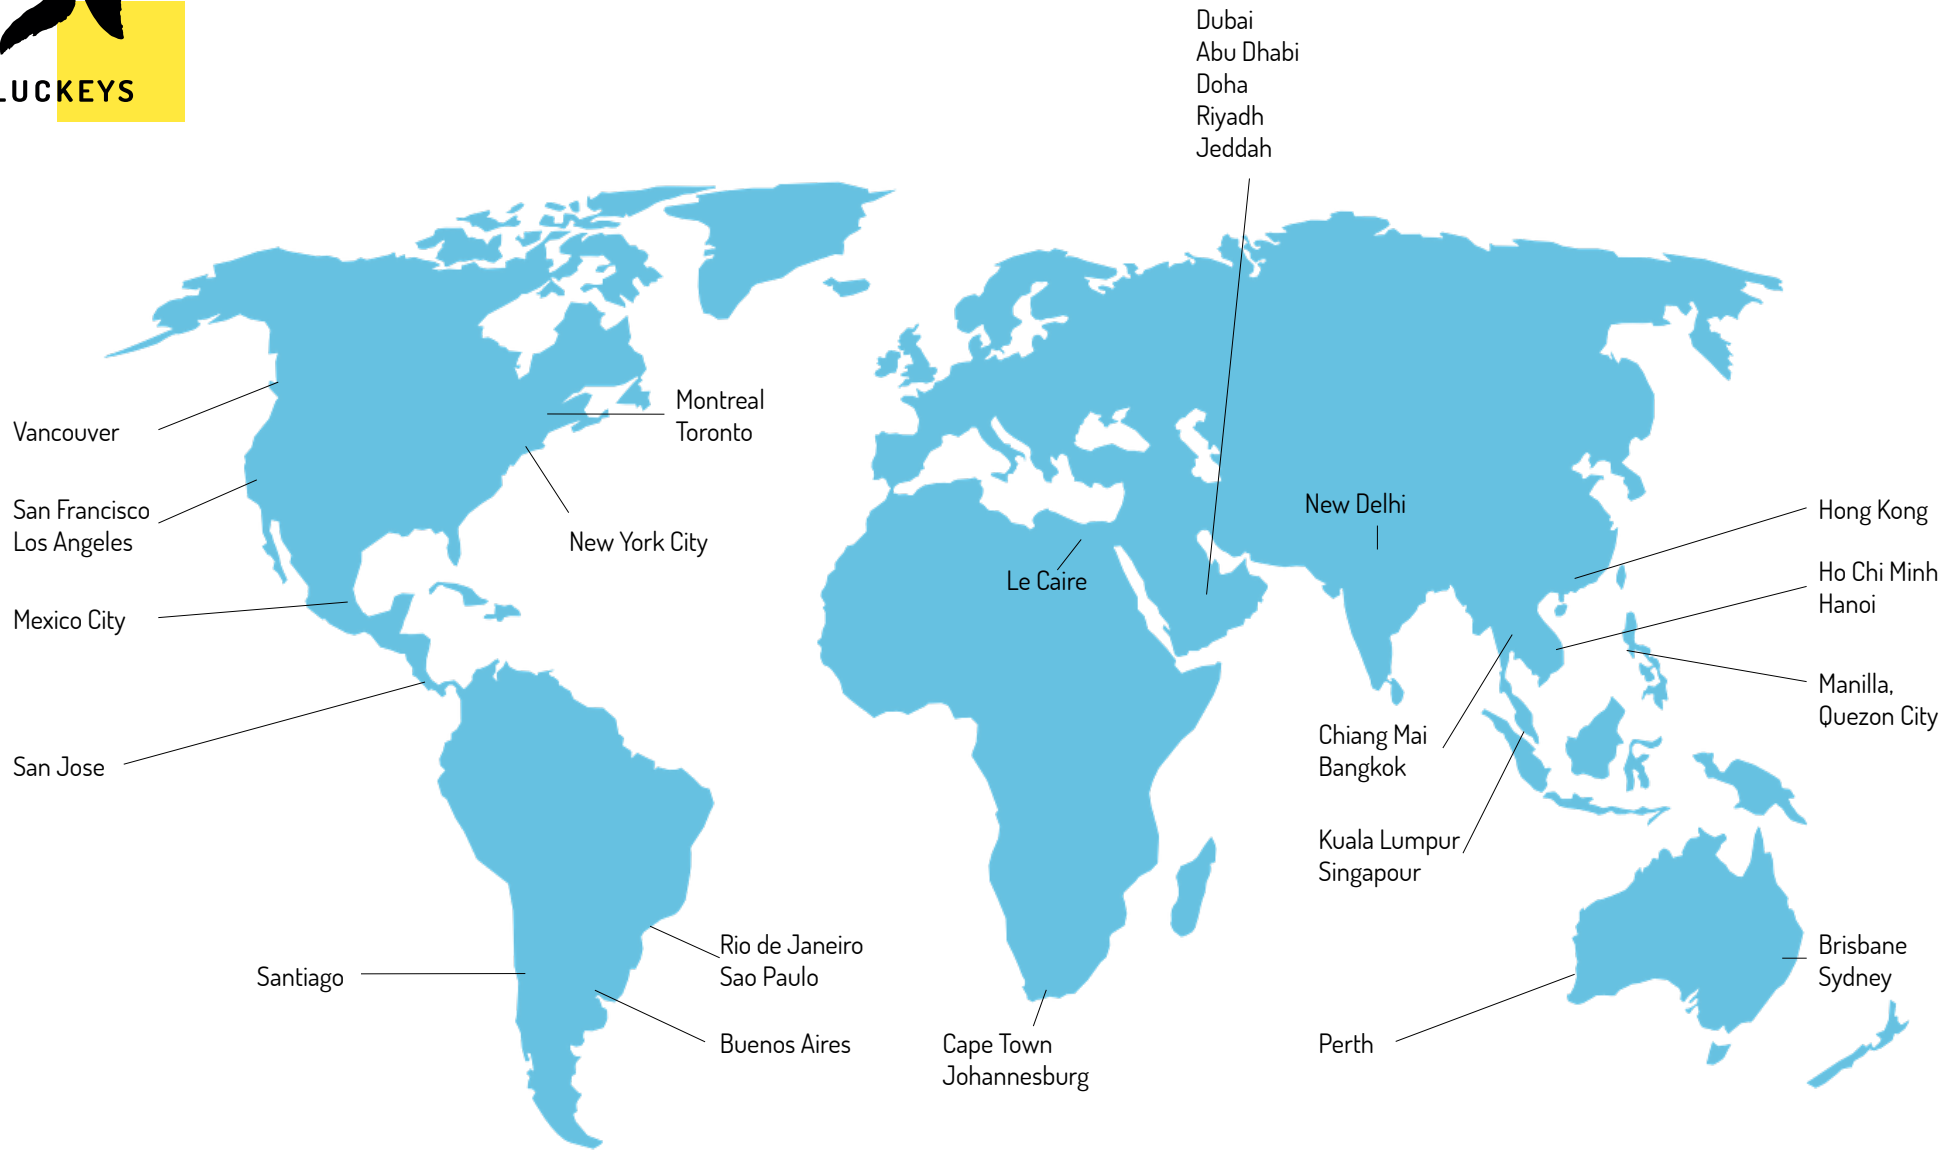 LUCKEYS
Dubai
Abu Dhabi
Doha
Riyadh
Jeddah
Vancouver
Montreal
Toronto
San Francisco
Los Angeles
New York City
Mexico City
San Jose
Le Caire
New Delhi
Hong Kong
Ho Chi Minh
Hanoi
Manilla,
Quezon City
Chiang Mai
Bangkok
Kuala Lumpur
Singapour
Santiago
Rio de Janeiro
Sao Paulo
Buenos Aires
Cape Town
Johannesburg
Perth
Brisbane
Sydney